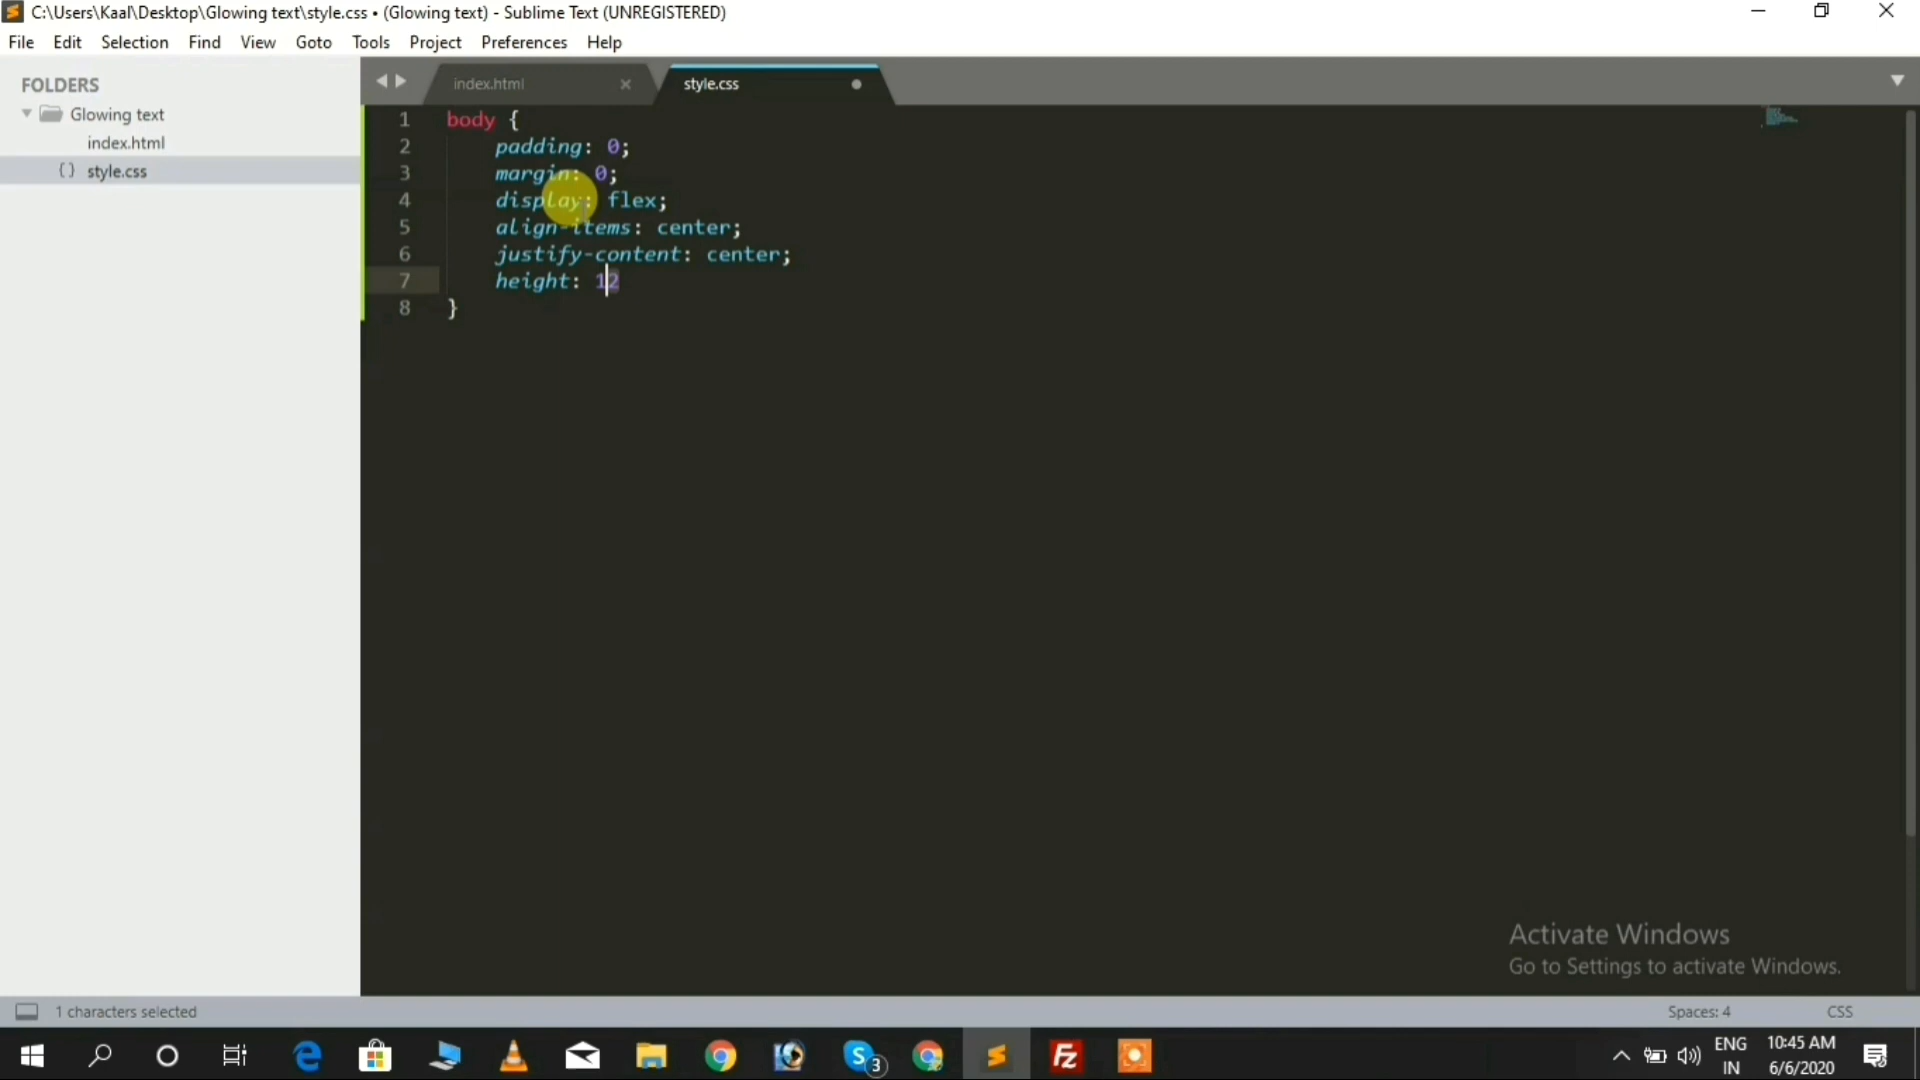 C:\Users\Kaal\Desktop\Glowing text\style.css • (Glowing text) - Sublime Text (UNREGISTERED)
File Edit Selection Find View Goto Tools Project Preferences Help
FOLDERS
Glowing text
index.html
{} style.css
index.html × style.css
1 body {
2 padding: 0;
3 margin: 0;
4 display: flex;
5 align-items: center;
6 justify-content: center;
7 height: 12
8 }
Activate Windows
Go to Settings to activate Windows.
1 characters selected
Spaces: 4 CSS
3
ENG 10:45 AM
IN 6/6/2020